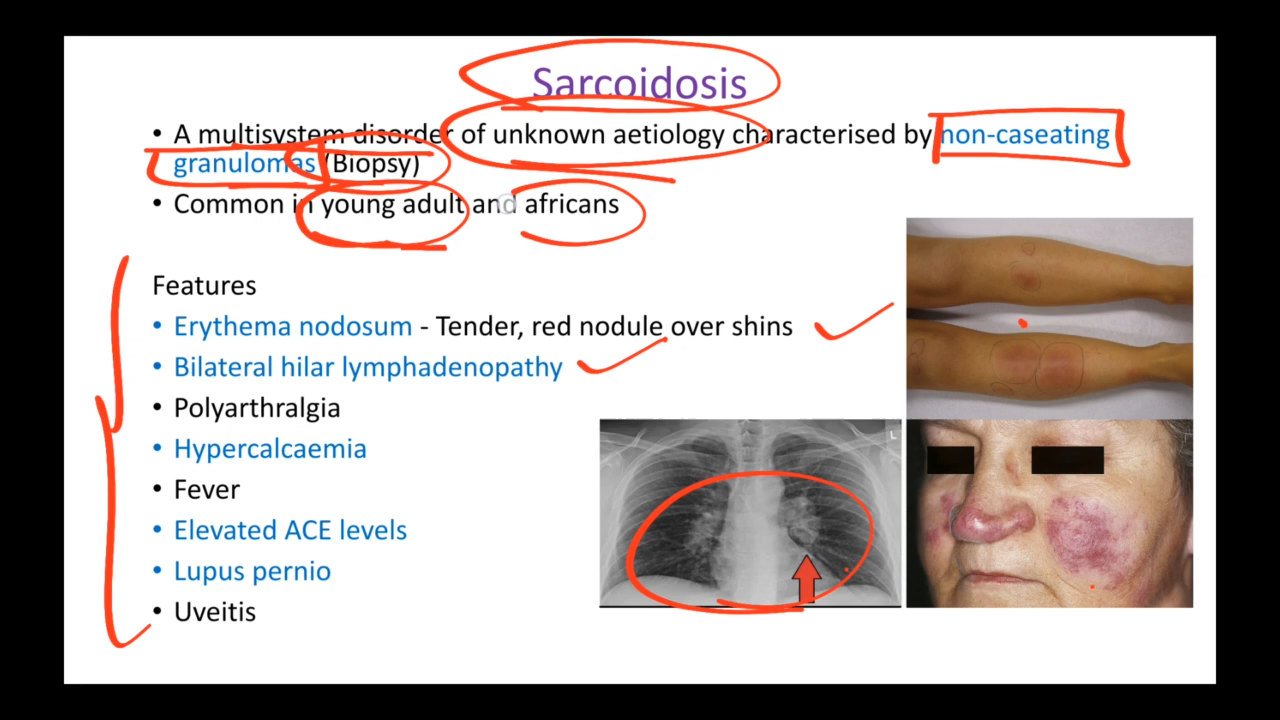 Sarcoidosis
• A multisystem disorder of unknown aetiology characterised by non-caseating
granulomas (Biopsy)
• Common in young adult and africans
Features
• Erythema nodosum - Tender, red nodule over shins
• Bilateral hilar lymphadenopathy
• Polyarthralgia
• Hypercalcaemia
• Fever
• Elevated ACE levels
• Lupus pernio
• Uveitis
L